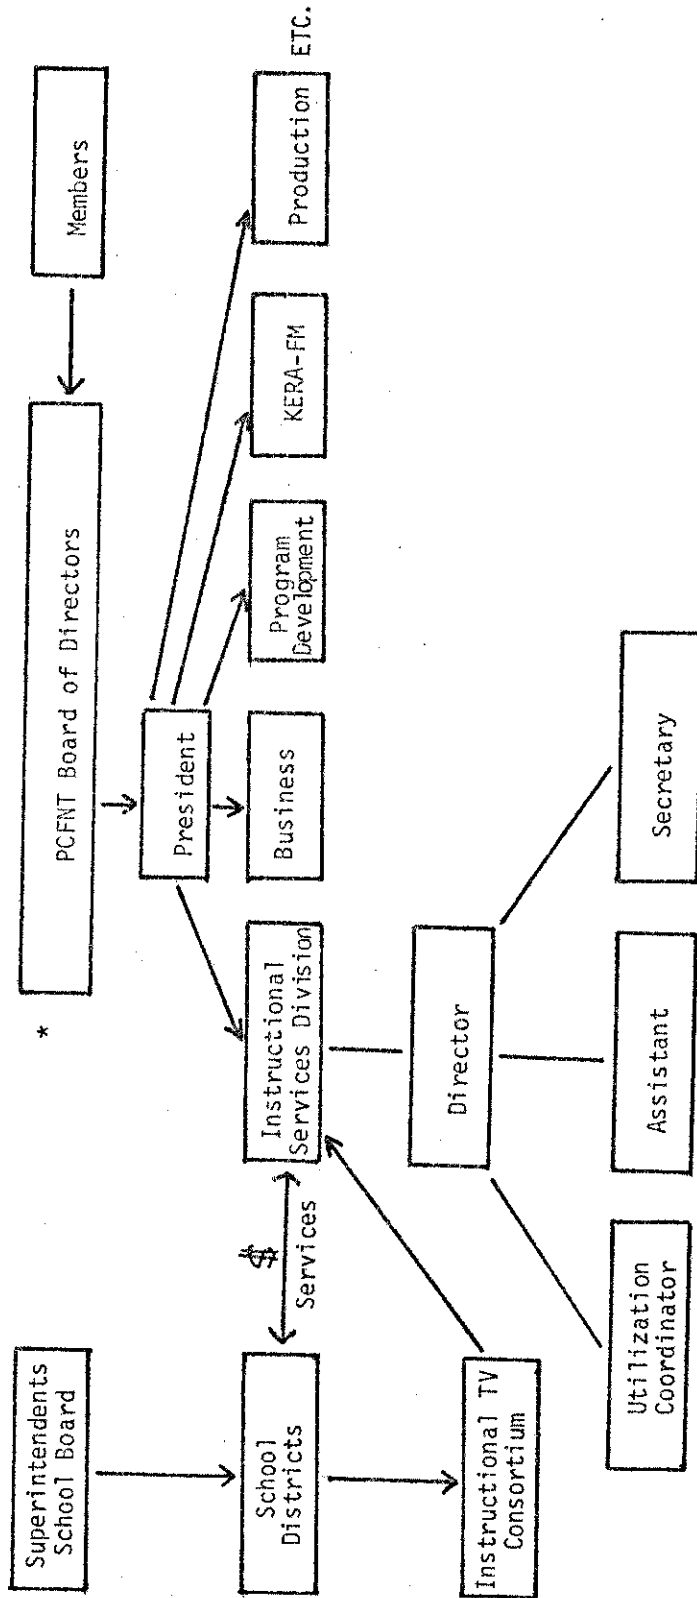 Superintendents
School Board
*
PCFNT Board of Directors
Members
President
School
Districts
$
Services
Instructional
Services Division
Business
Program
Development
KERA-FM
Production
ETC.
Instructional TV
Consortium
Director
Utilization
Coordinator
Assistant
Secretary